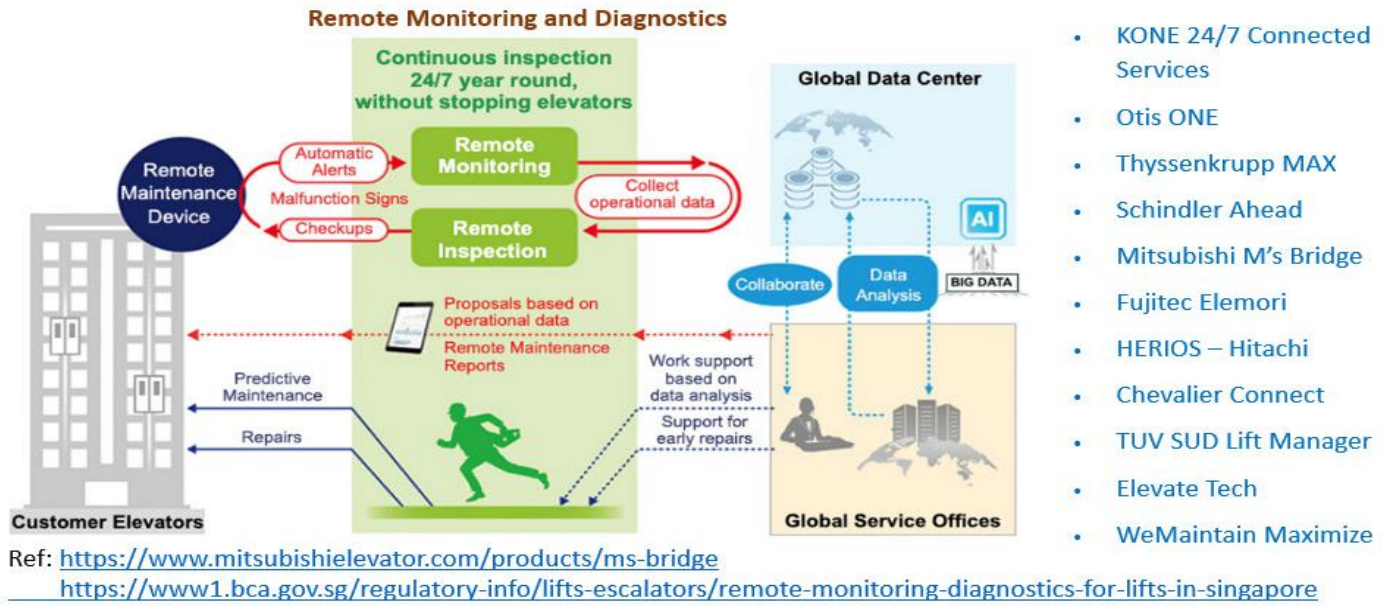 Remote Monitoring and Diagnostics
Continuous inspection
24/7 year round,
without stopping elevators
Remote
Maintenance
Device
Automatic
Alerts
Malfunction Signs
Checkups
Remote
Monitoring
Remote
Inspection
Collect
operational data
Proposals based on
operational data
Remote Maintenance
Reports
Predictive
Maintenance
Repairs
Work support
based on
data analysis
Support for
early repairs
Customer Elevators
Global Data Center
AI
BIG DATA
Collaborate
Data
Analysis
Global Service Offices
• KONE 24/7 Connected
Services
• Otis ONE
• Thyssenkrupp MAX
• Schindler Ahead
• Mitsubishi M’s Bridge
• Fujitec Elemori
• HERIOS – Hitachi
• Chevalier Connect
• TUV SUD Lift Manager
• Elevate Tech
• WeMaintain Maximize
Ref: https://www.mitsubishielevator.com/products/ms-bridge
https://www1.bca.gov.sg/regulatory-info/lifts-escalators/remote-monitoring-diagnostics-for-lifts-in-singapore